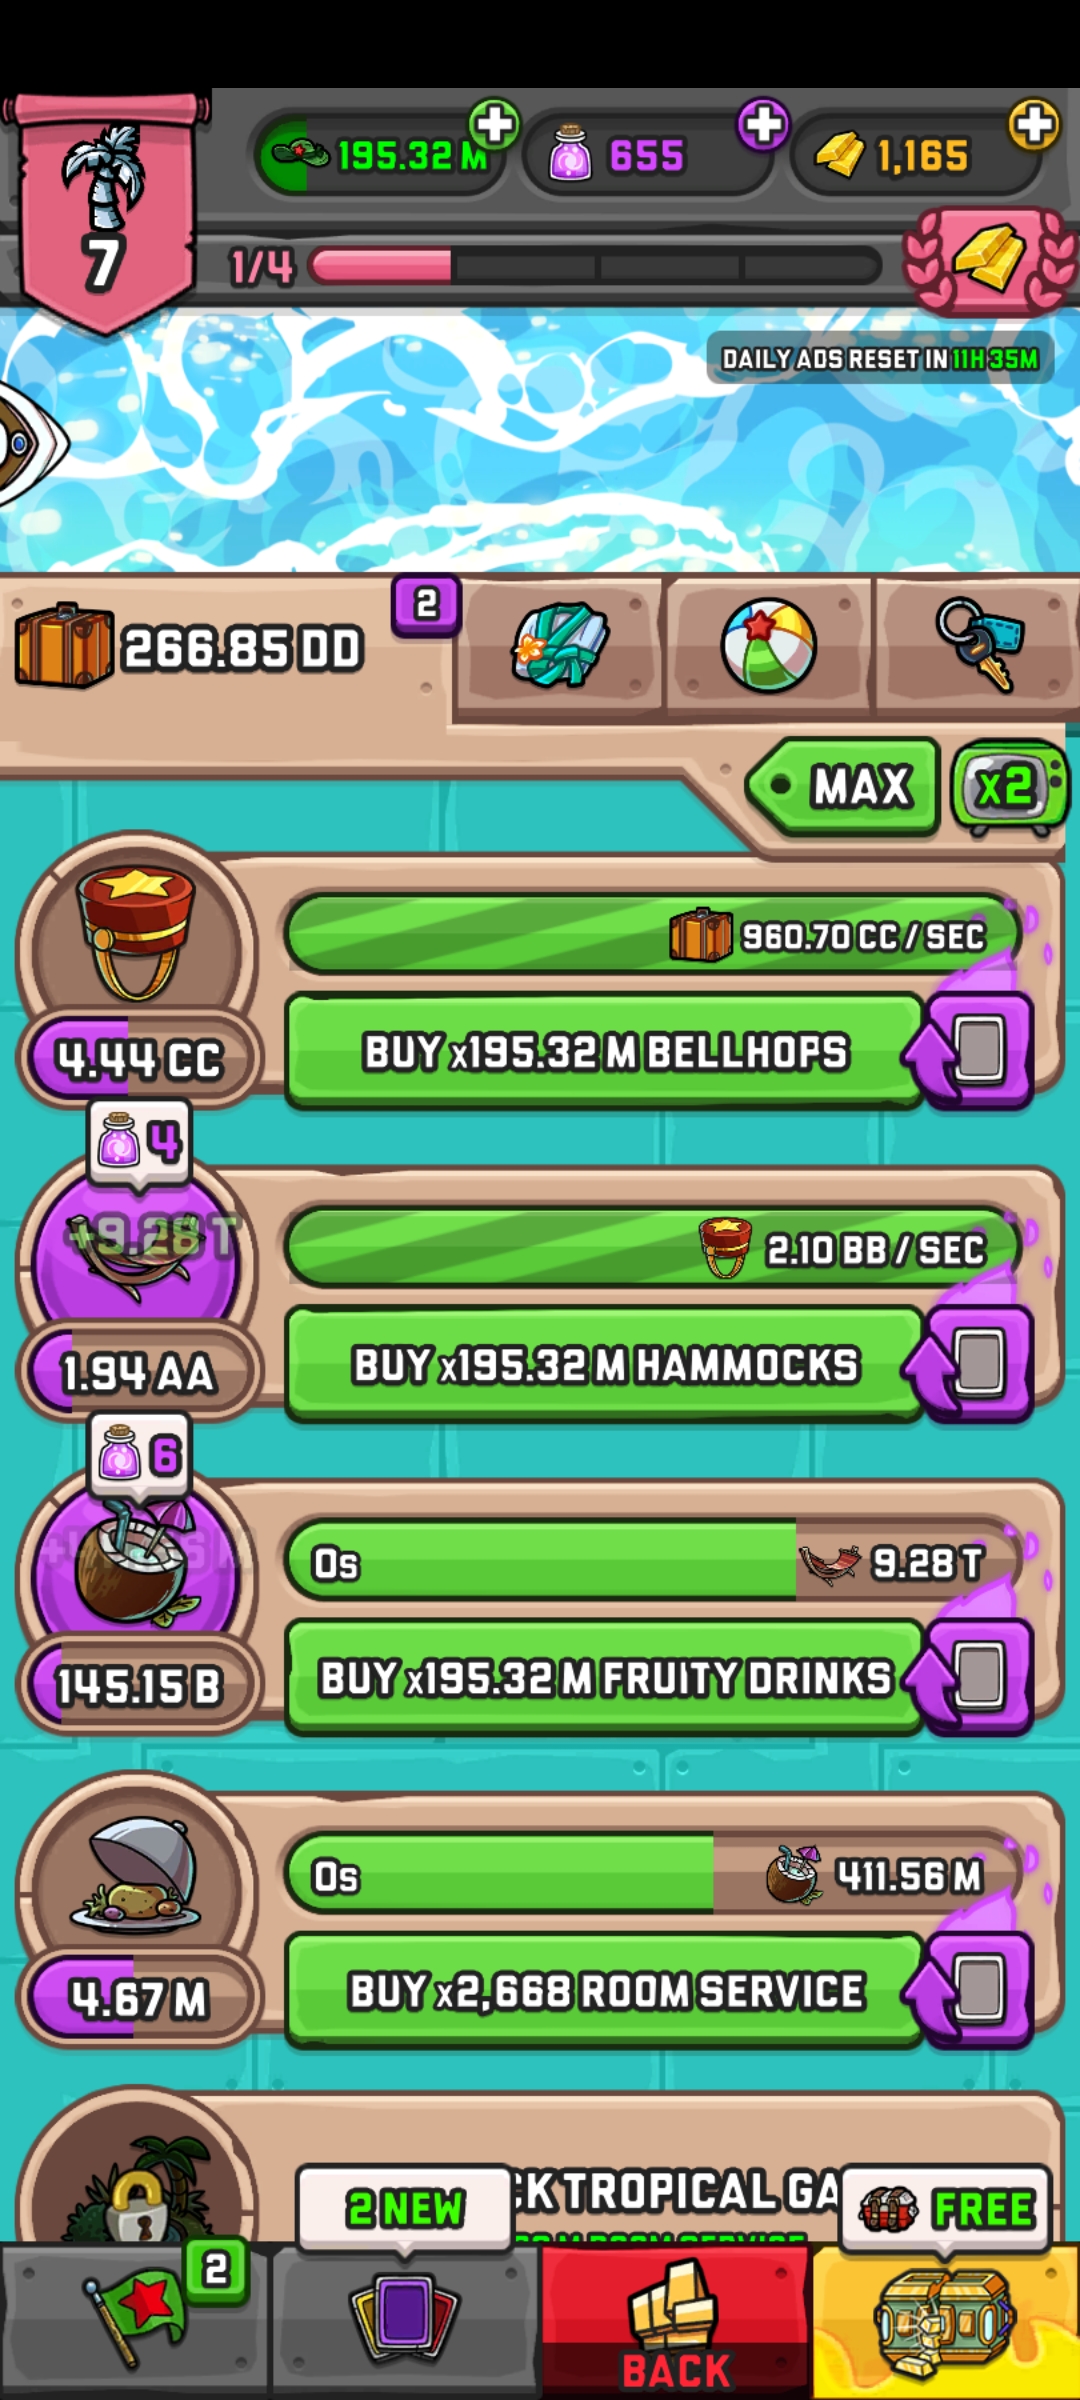 7
195.32 M
655
1,165
1/4
DAILY ADS RESET IN 11H 35M
266.85 DD
2
MAX
x2
960.70 CC / SEC
4.44 CC
BUY x195.32 M BELLHOPS
4
+9.28 T
2.10 BB / SEC
1.94 AA
BUY x195.32 M HAMMOCKS
6
0s
9.28 T
145.15 B
BUY x195.32 M FRUITY DRINKS
0s
411.56 M
4.67 M
BUY x2,668 ROOM SERVICE
CK TROPICAL GA
M ROOM SERVICE
2 NEW
FREE
2
BACK